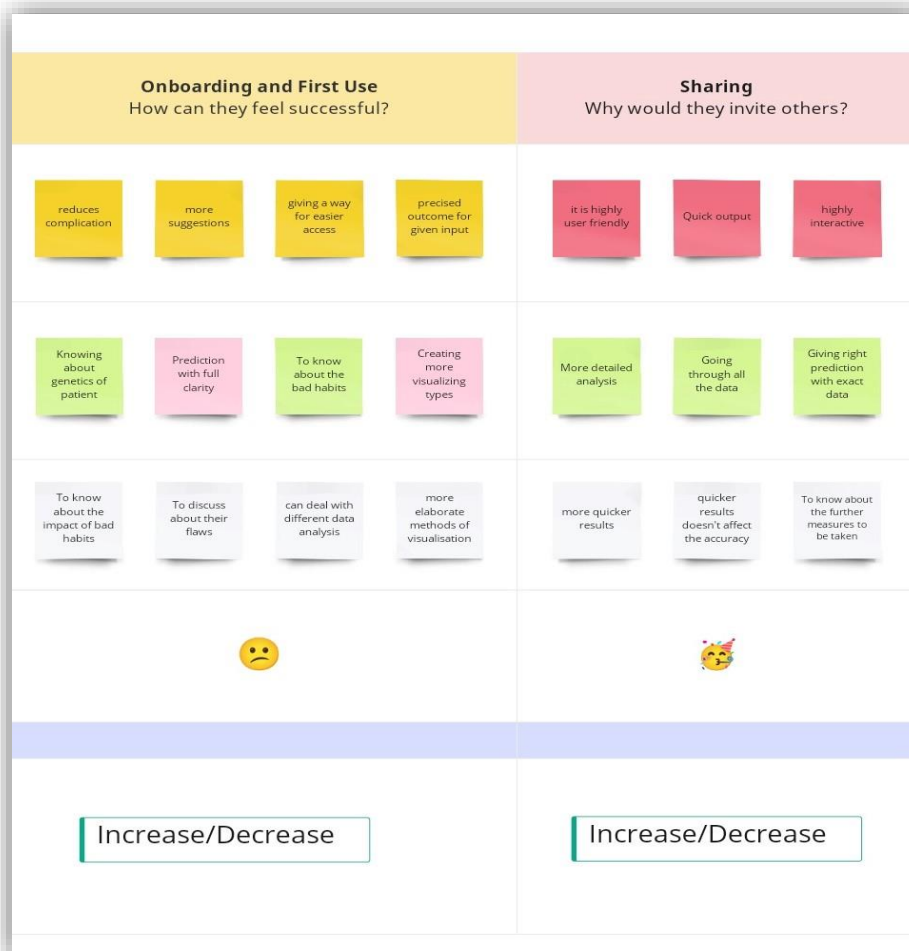 Onboarding and First Use
How can they feel successful?
Sharing
Why would they invite others?
reduces
complication
more
suggestions
giving a way
for easier
access
precised
outcome for
given input
it is highly
user friendly
Quick output
highly
interactive
Knowing
about
genetics of
patient
Prediction
with full
clarity
To know
about the
bad habits
Creating
more
visualizing
types
More detailed
analysis
Going
through all
the data
Giving right
prediction
with exact
data
To know
about the
impact of bad
habits
To discuss
about their
flaws
can deal with
different data
analysis
more
elaborate
methods of
visualisation
more quicker
results
quicker
results
doesn't affect
the accuracy
To know about
the further
measures to
be taken
Increase/Decrease
Increase/Decrease